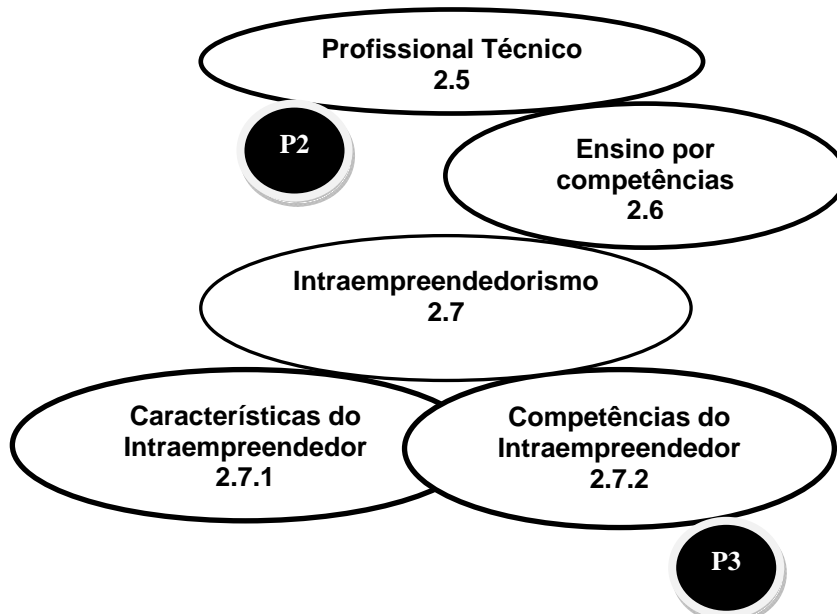 Profissional Técnico
2.5
P2
Ensino por
competências
2.6
Intraempreendedorismo
2.7
Características do
Intraempreendedor
2.7.1
Competências do
Intraempreendedor
2.7.2
P3